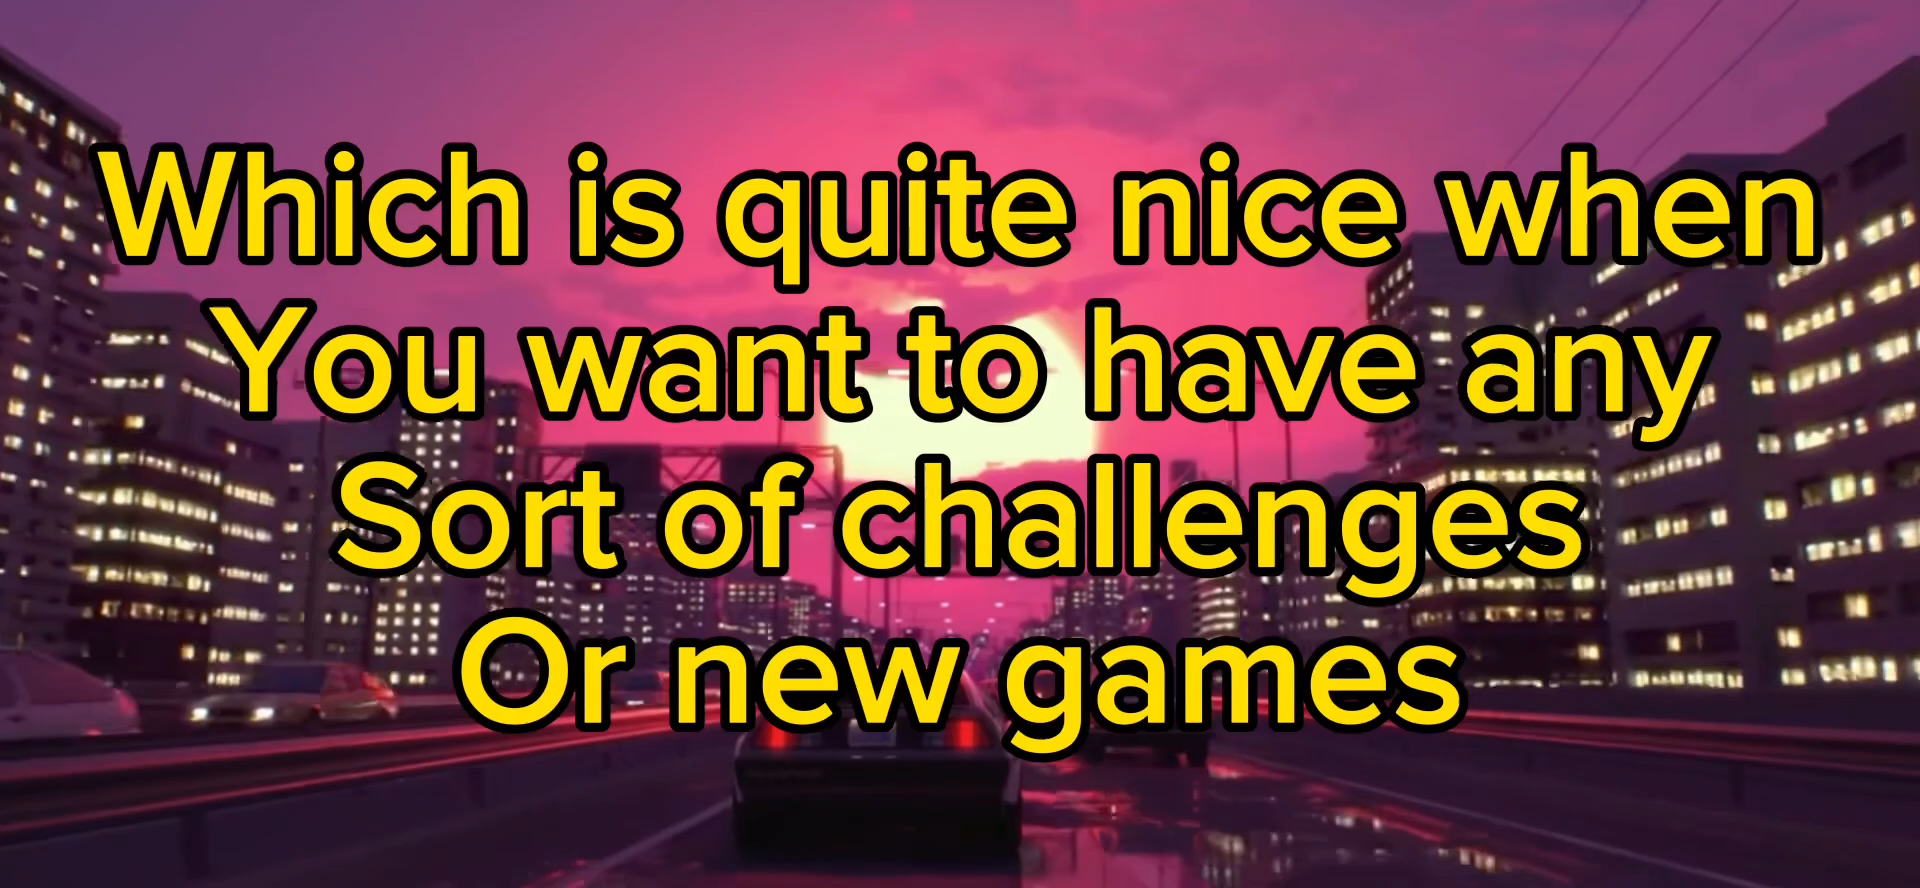 Which is quite nice when
You want to have any
Sort of challenges
Or new games